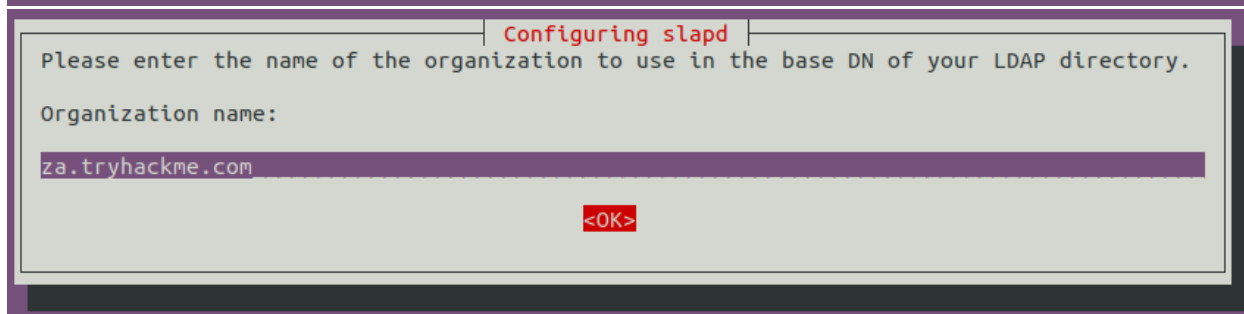 Configuring slapd
Please enter the name of the organization to use in the base DN of your LDAP directory.
Organization name:
za.tryhackme.com
<OK>